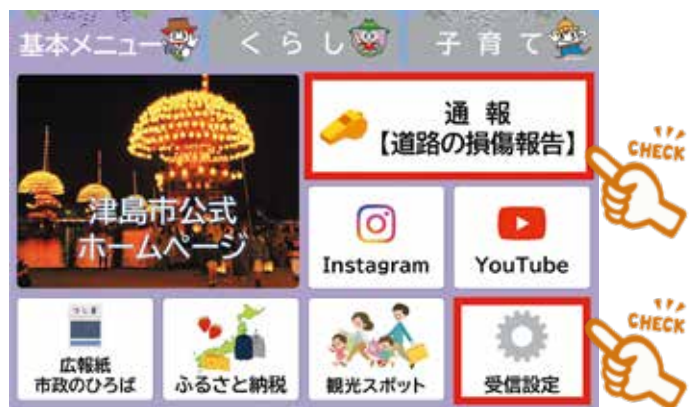 基本メニュー
くらし
子育て
通報
【道路の損傷報告】
CHECK
津島市公式
ホームページ
Instagram
YouTube
CHECK
つしま
広報紙
市政のひろば
ふるさと納税
観光スポット
受信設定